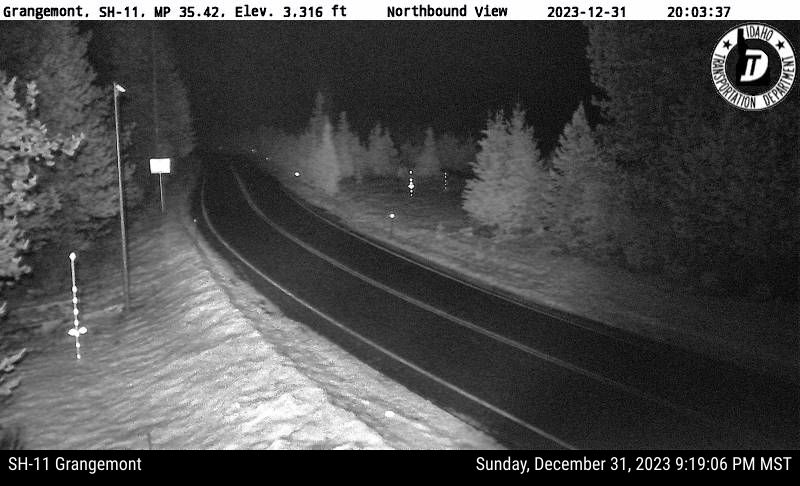 Grangemont, SH-11, MP 35.42, Elev. 3,316 ft Northbound View 2023-12-31 20:03:37
IDAHO
TRANSPORTATION DEPARTMENT
SH-11 Grangemont Sunday, December 31, 2023 9:19:06 PM MST